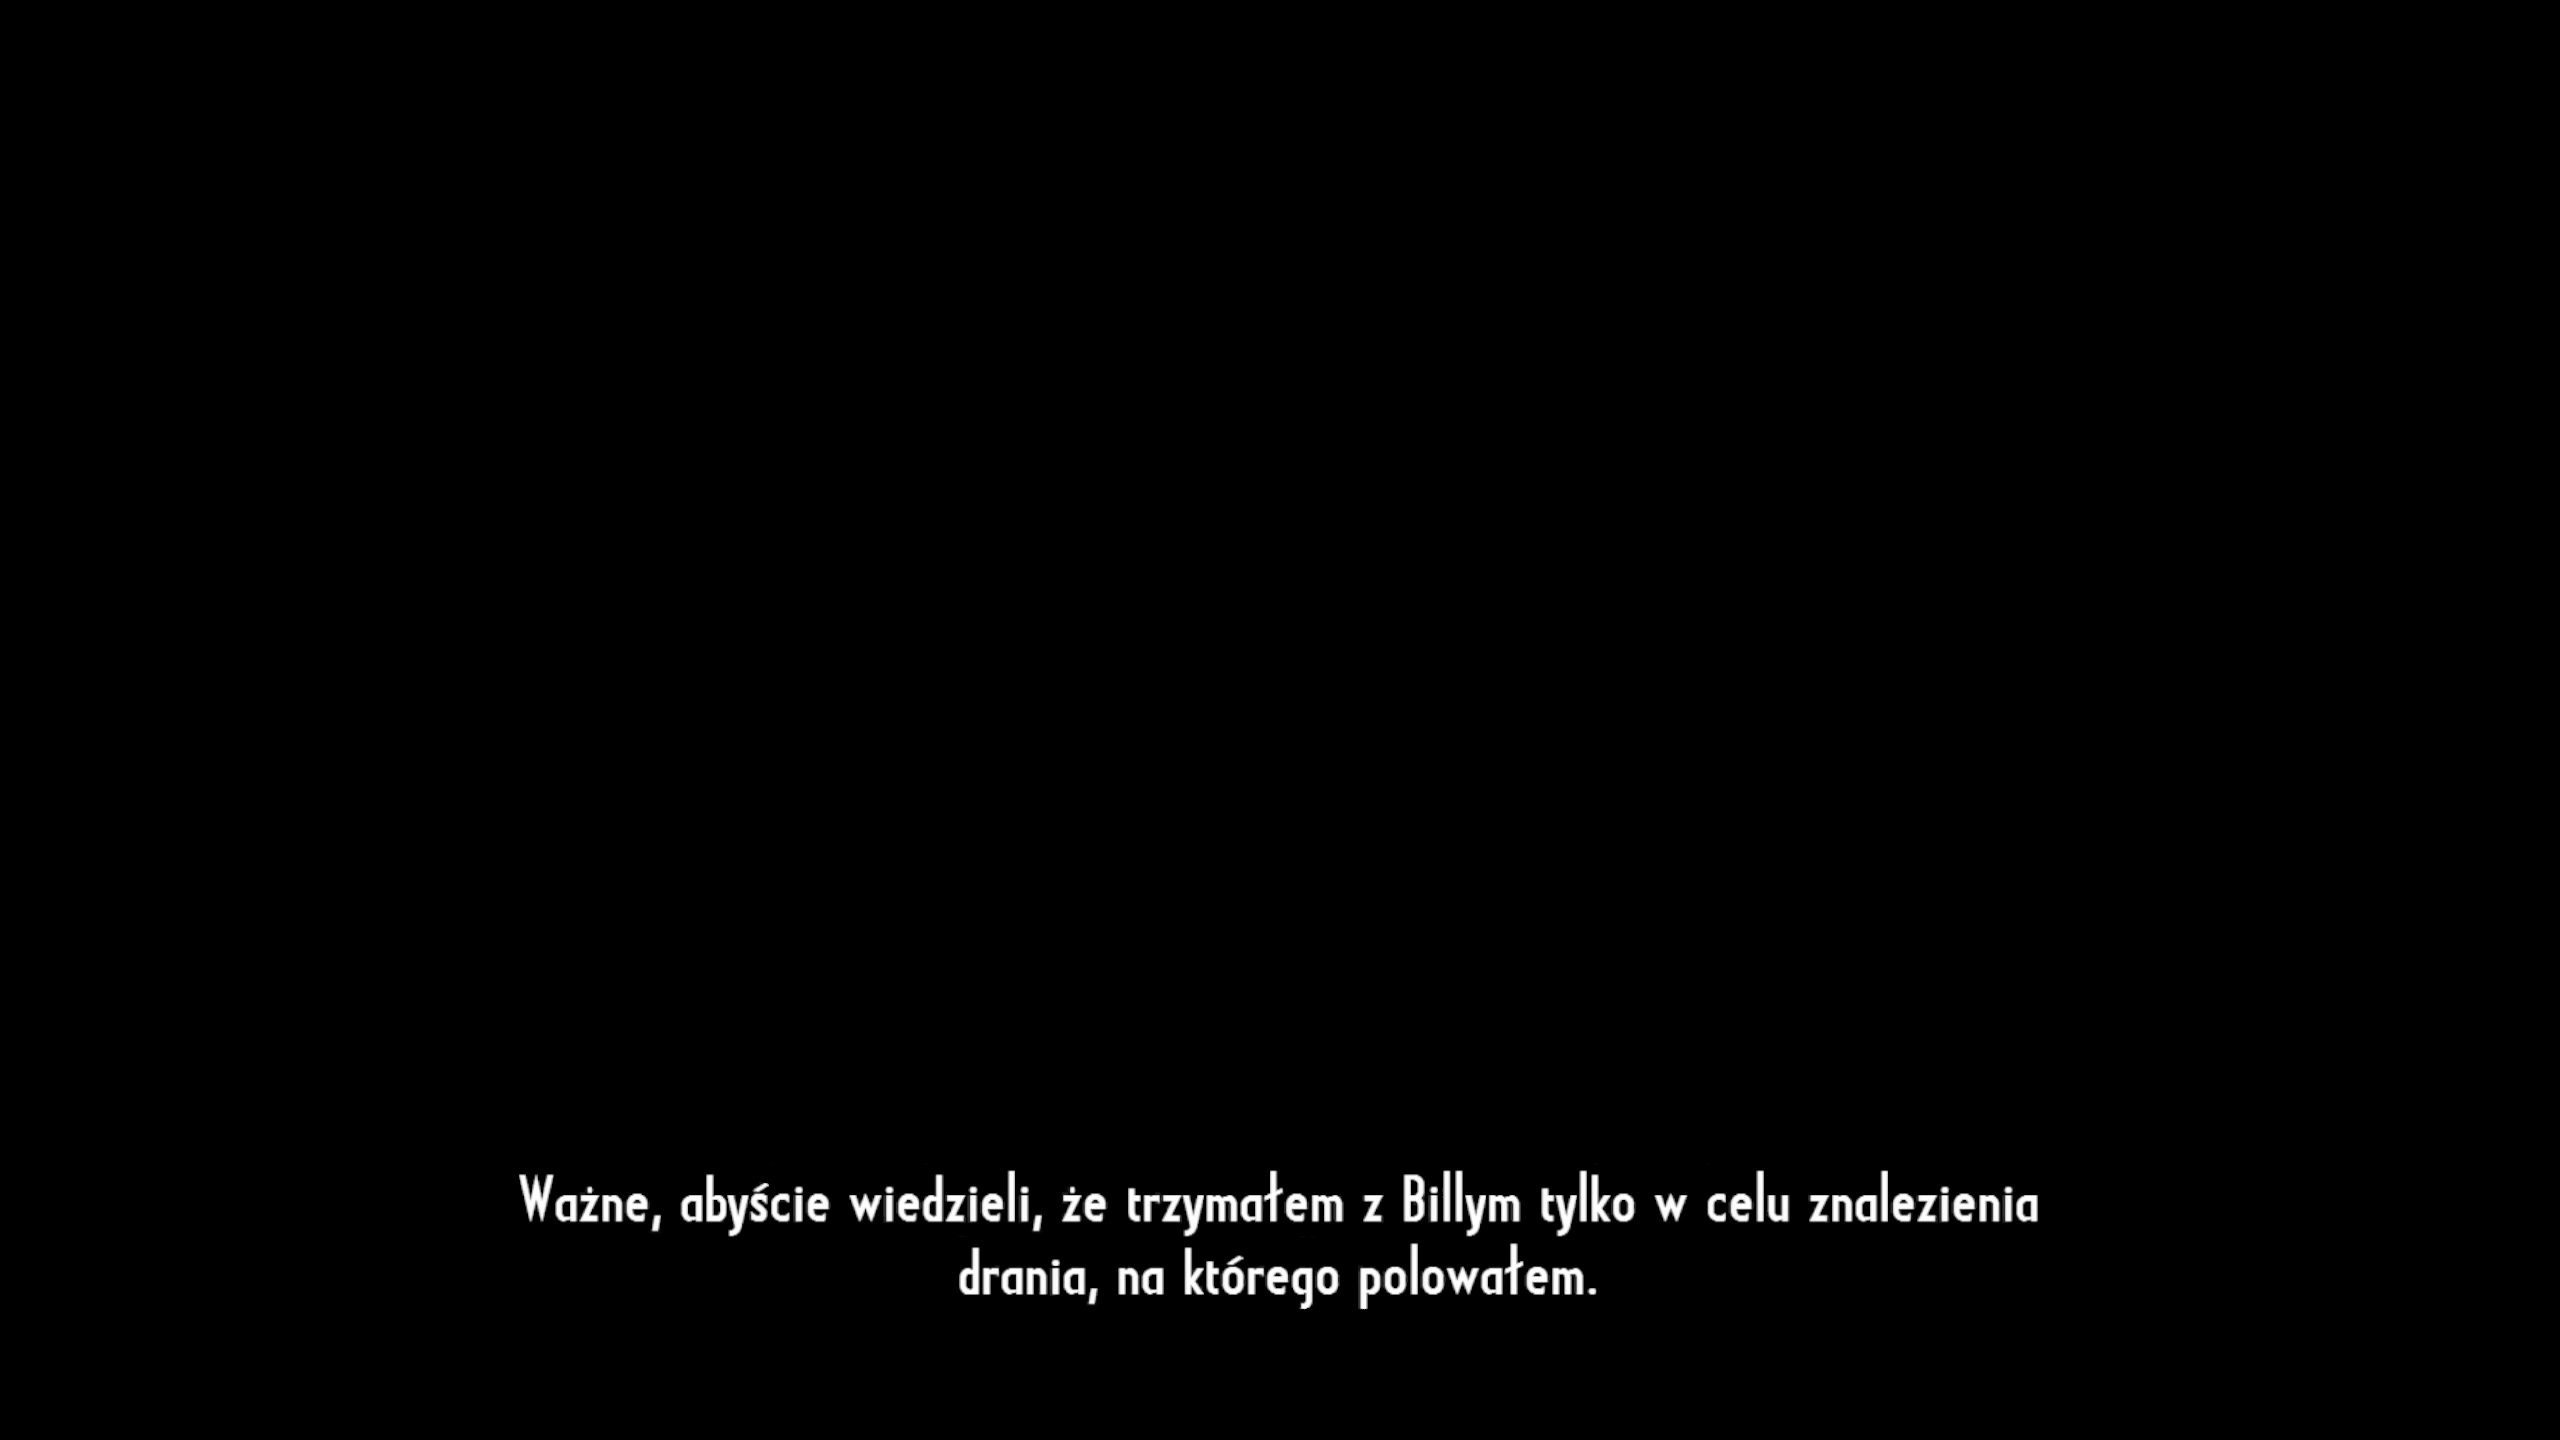 Ważne, abyście wiedzieli, że trzymałem z Billym tylko w celu znalezienia
drania, na którego polowałem.